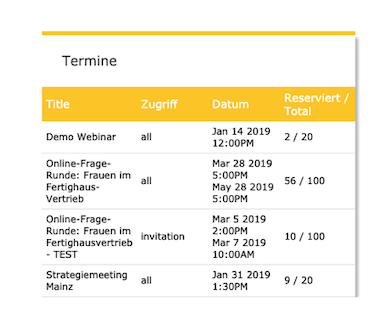 Termine
Title Zugriff Datum Reserviert /
Total
Demo Webinar all Jan 14 2019
12:00PM 2 / 20
Online-Frage-
Runde: Frauen im
Fertighaus-
Vertrieb
all
Mar 28 2019
5:00PM
May 28 2019
5:00PM
56 / 100
Online-Frage-
Runde: Frauen im
Fertighausvertrieb
- TEST
invitation
Mar 5 2019
2:00PM
Mar 7 2019
10:00AM
10 / 100
Strategiemeeting
Mainz
all
Jan 31 2019
1:30PM
9 / 20